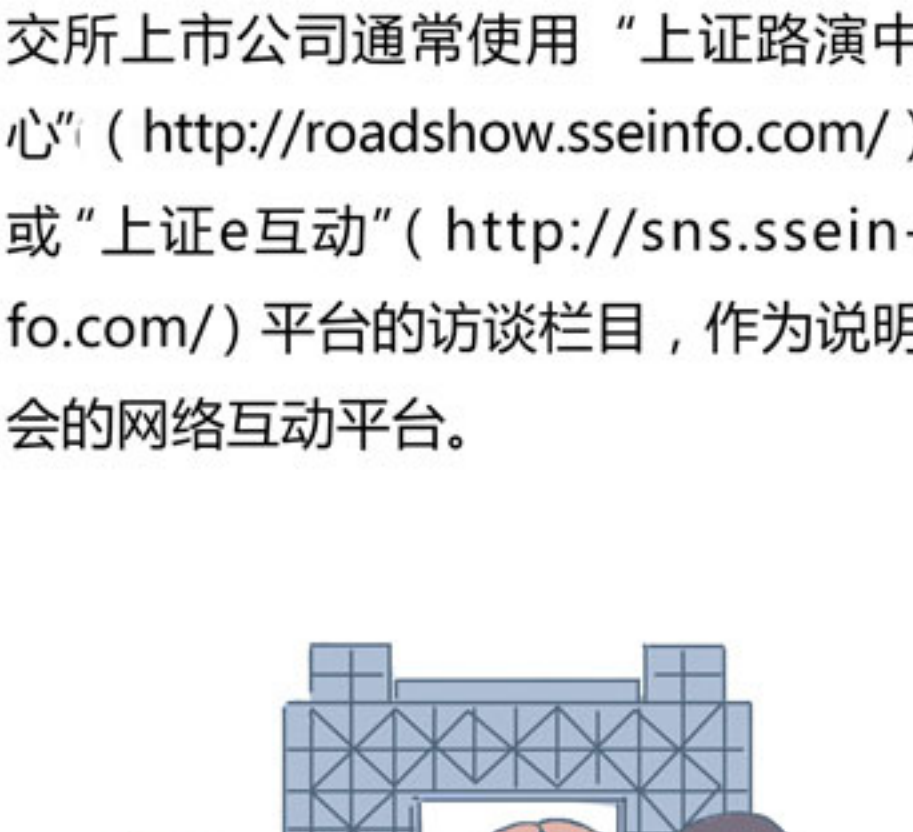 交所上市公司通常使用“上证路演中
心”（http://roadshow.sseinfo.com/）
或“上证e互动”（http://sns.ssein-
fo.com/）平台的访谈栏目，作为说明
会的网络互动平台。